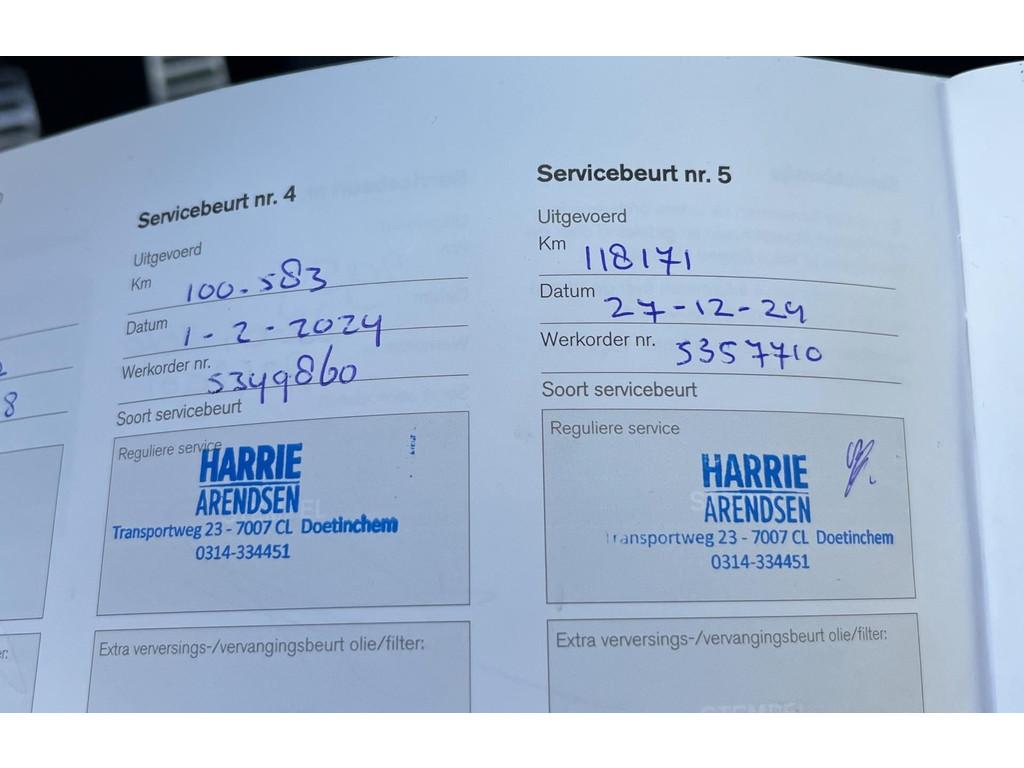 Servicebeurt nr. 4
Uitgevoerd
Km 100.583
Datum 1-2-2024
Werkorder nr. 5349860
Soort servicebeurt
Reguliere service
HARRIE
ARENDSEN
Transportweg 23 - 7007 CL Doetinchem
0314-334451
Extra verversings-/vervangingsbeurt olie/filter:
Servicebeurt nr. 5
Uitgevoerd
Km 118171
Datum 27-12-24
Werkorder nr. 5357710
Soort servicebeurt
Reguliere service
HARRIE
ARENDSEN
Transportweg 23 - 7007 CL Doetinchem
0314-334451
Extra verversings-/vervangingsbeurt olie/filter:
STEMPEL
8
er: